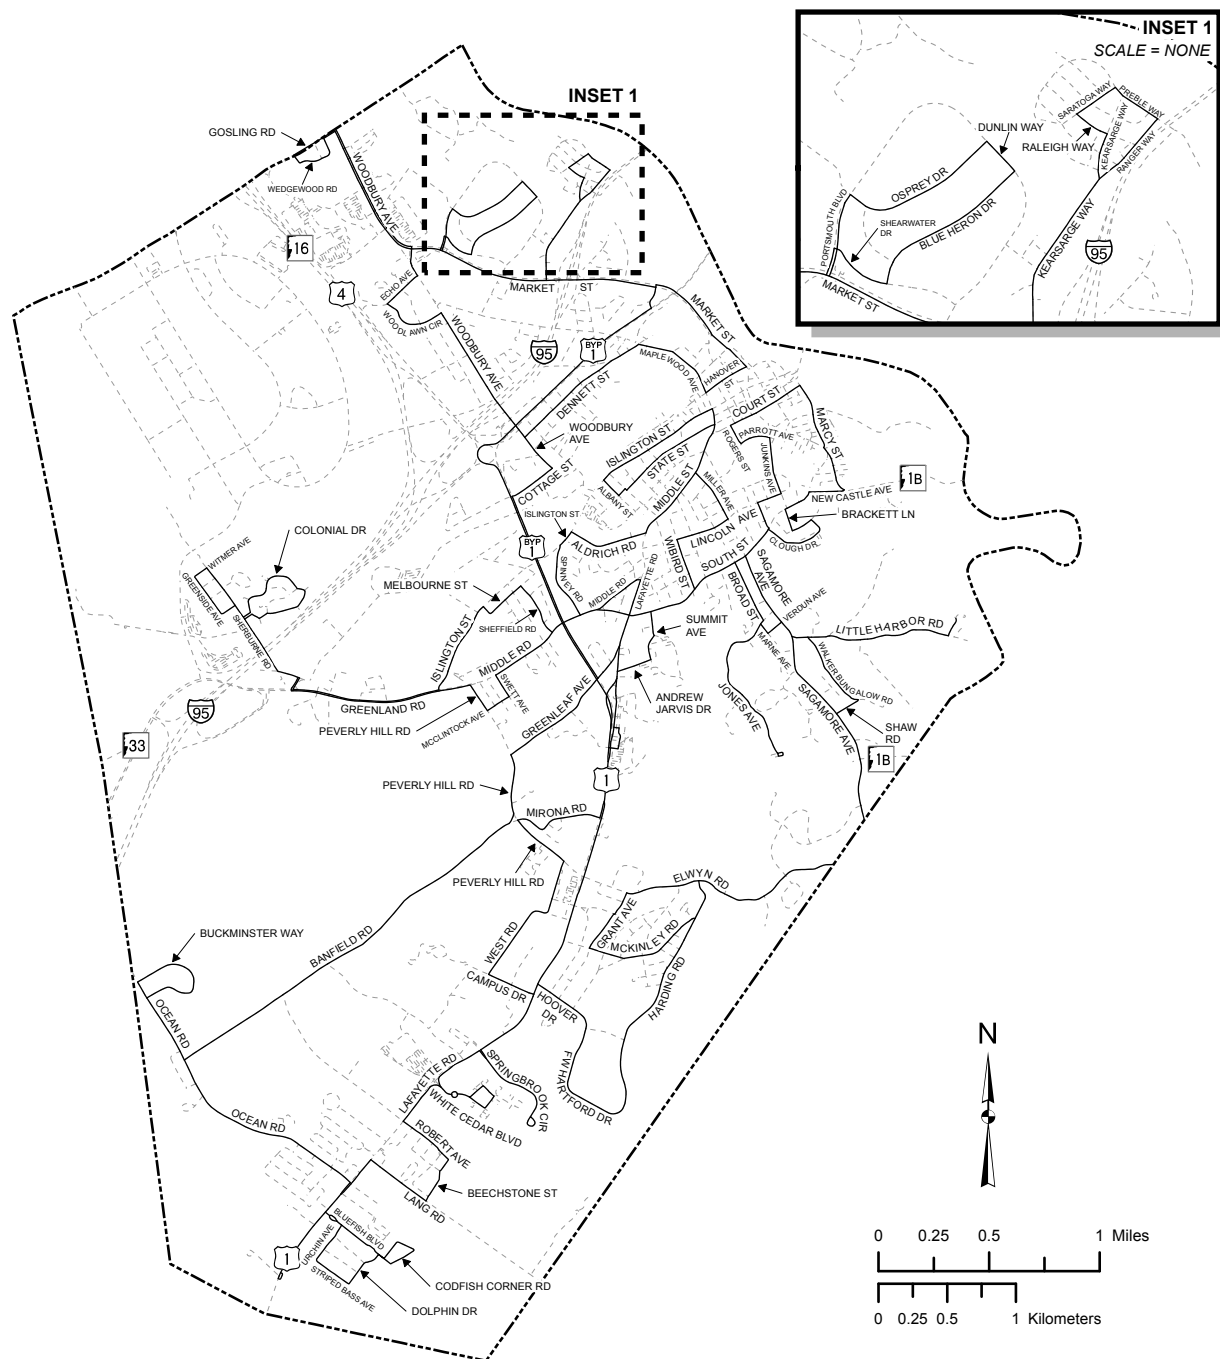 INSET 1
SCALE = NONE
SARATOGA WAY
PREBLE WAY
DUNLIN WAY
RALEIGH WAY
KEARSARGE WAY
RANGER WAY
OSPREY DR
PORTSMOUTH BLVD
SHEARWATER
DR
BLUE HERON DR
KEARSARGE WAY
95
MARKET ST
INSET 1
GOSLING RD
WEDGEWOOD RD
WOODBURY AVE
16
4
ECHO AVE
MARKET ST
WOODLAWN CIR
WOODBURY AVE
95
BYP
1
MARKET ST
MAPLEWOOD AVE
HANOVER
ST
DENNETT ST
WOODBURY
AVE
COURT ST
MARCY ST
ISLINGTON ST
STATE ST
ROGERS ST
PARROTT AVE
JUNKINS AVE
COTTAGE ST
ALBANY ST
MIDDLE ST
MILLER AVE
NEW CASTLE AVE
1B
BRACKETT LN
ISLINGTON ST
LINCOLN AVE
CLOUGH DR
COLONIAL DR
BYP
1
ALDRICH RD
WIBIRD ST
SOUTH ST
SAGAMORE
AVE
WITMER AVE
GREENSIDE AVE
SPINNEY RD
MIDDLE RD
LAFAYETTE RD
BROAD ST
MELBOURNE ST
SHEFFIELD RD
SUMMIT
AVE
VERDUN AVE
LITTLE HARBOR RD
SHERBURNE RD
ISLINGTON ST
MIDDLE RD
MARNE AVE
WALKER BUNGALOW RD
SWETT AVE
ANDREW
JARVIS DR
JONES AVE
SAGAMORE AVE
GREENLAND RD
95
PEVERLY HILL RD
MCCLINTOCK AVE
GREENLEAF AVE
SHAW
RD
33
1B
PEVERLY HILL RD
1
MIRONA RD
PEVERLY HILL RD
ELWYN RD
GRANT AVE
MCKINLEY RD
BUCKMINSTER WAY
BANFIELD RD
WEST RD
HARDING RD
CAMPUS DR
HOOVER
DR
OCEAN RD
N
SPRINGBROOK CIR
FW HARTFORD DR
LAFAYETTE RD
WHITE CEDAR BLVD
OCEAN RD
ROBERT AVE
BEECHSTONE ST
LANG RD
BLUEFISH BLVD
URCHIN AVE
1
STRIPED BASS AVE
CODFISH CORNER RD
DOLPHIN DR
0 0.25 0.5 1 Miles
0 0.25 0.5 1 Kilometers